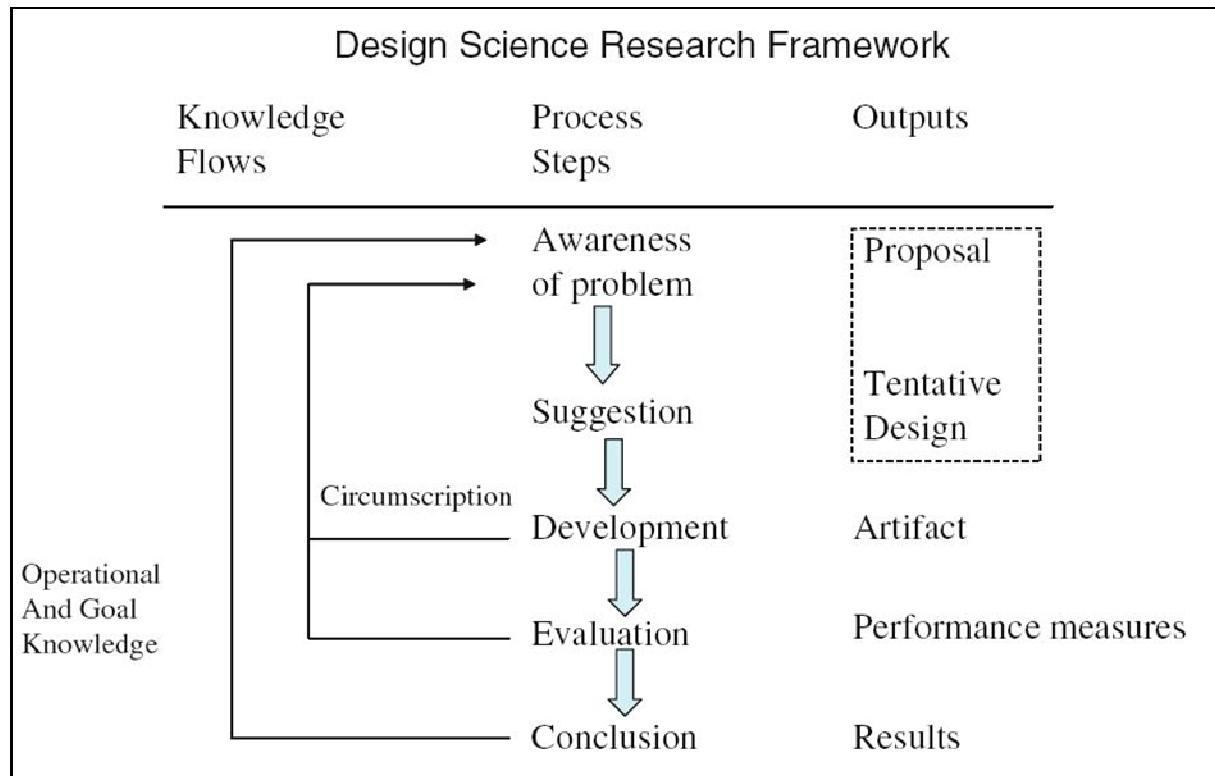 Design Science Research Framework
Knowledge
Flows
Process
Steps
Outputs
Awareness
of problem
Proposal
Suggestion
Tentative
Design
Circumscription
Development
Artifact
Operational
And Goal
Knowledge
Evaluation
Performance measures
Conclusion
Results